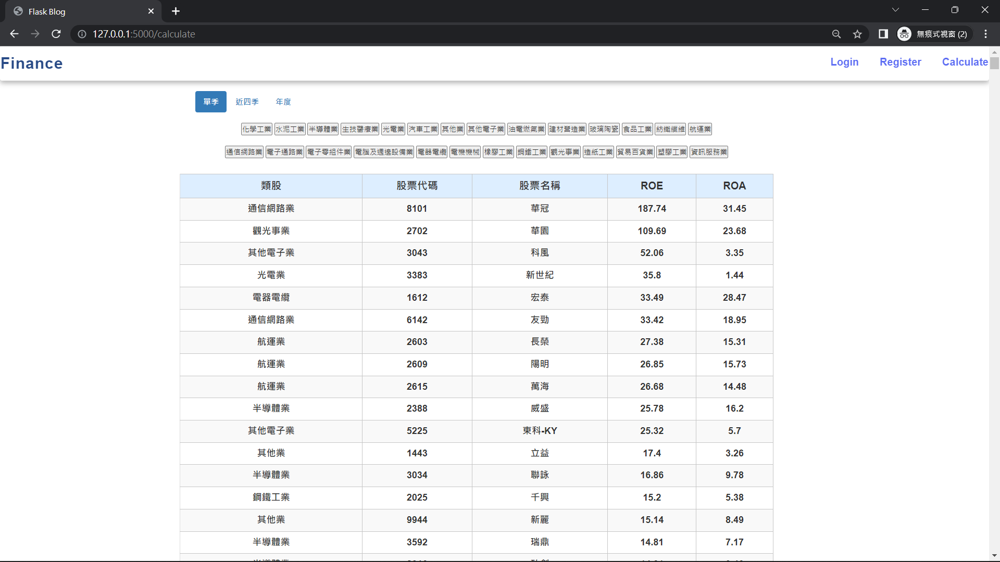 Flask Blog
127.0.0.1:5000/calculate
無痕式視窗 (2)
Finance
Login Register Calculate
單季 近四季 年度
化學工業 水泥工業 半導體業 生技醫療業 光電業 汽車工業 其他業 其他電子業 油電燃氣業 建材營造業 玻璃陶瓷 食品工業 紡織纖維 航運業
通信網路業 電子通路業 電子零組件業 電腦及週邊設備業 電器電纜 電機機械 橡膠工業 鋼鐵工業 觀光事業 造紙工業 貿易百貨業 塑膠工業 資訊服務業
類股 股票代碼 股票名稱 ROE ROA
通信網路業 8101 華冠 187.74 31.45
觀光事業 2702 華園 109.69 23.68
其他電子業 3043 科風 52.06 3.35
光電業 3383 新世紀 35.8 1.44
電器電纜 1612 宏泰 33.49 28.47
通信網路業 6142 友勁 33.42 18.95
航運業 2603 長榮 27.38 15.31
航運業 2609 陽明 26.85 15.73
航運業 2615 萬海 26.68 14.48
半導體業 2388 威盛 25.78 16.2
其他電子業 5225 東科-KY 25.32 5.7
其他業 1443 立益 17.4 3.26
半導體業 3034 聯詠 16.86 9.78
鋼鐵工業 2025 千興 15.2 5.38
其他業 9944 新麗 15.14 8.49
半導體業 3592 瑞鼎 14.81 7.17